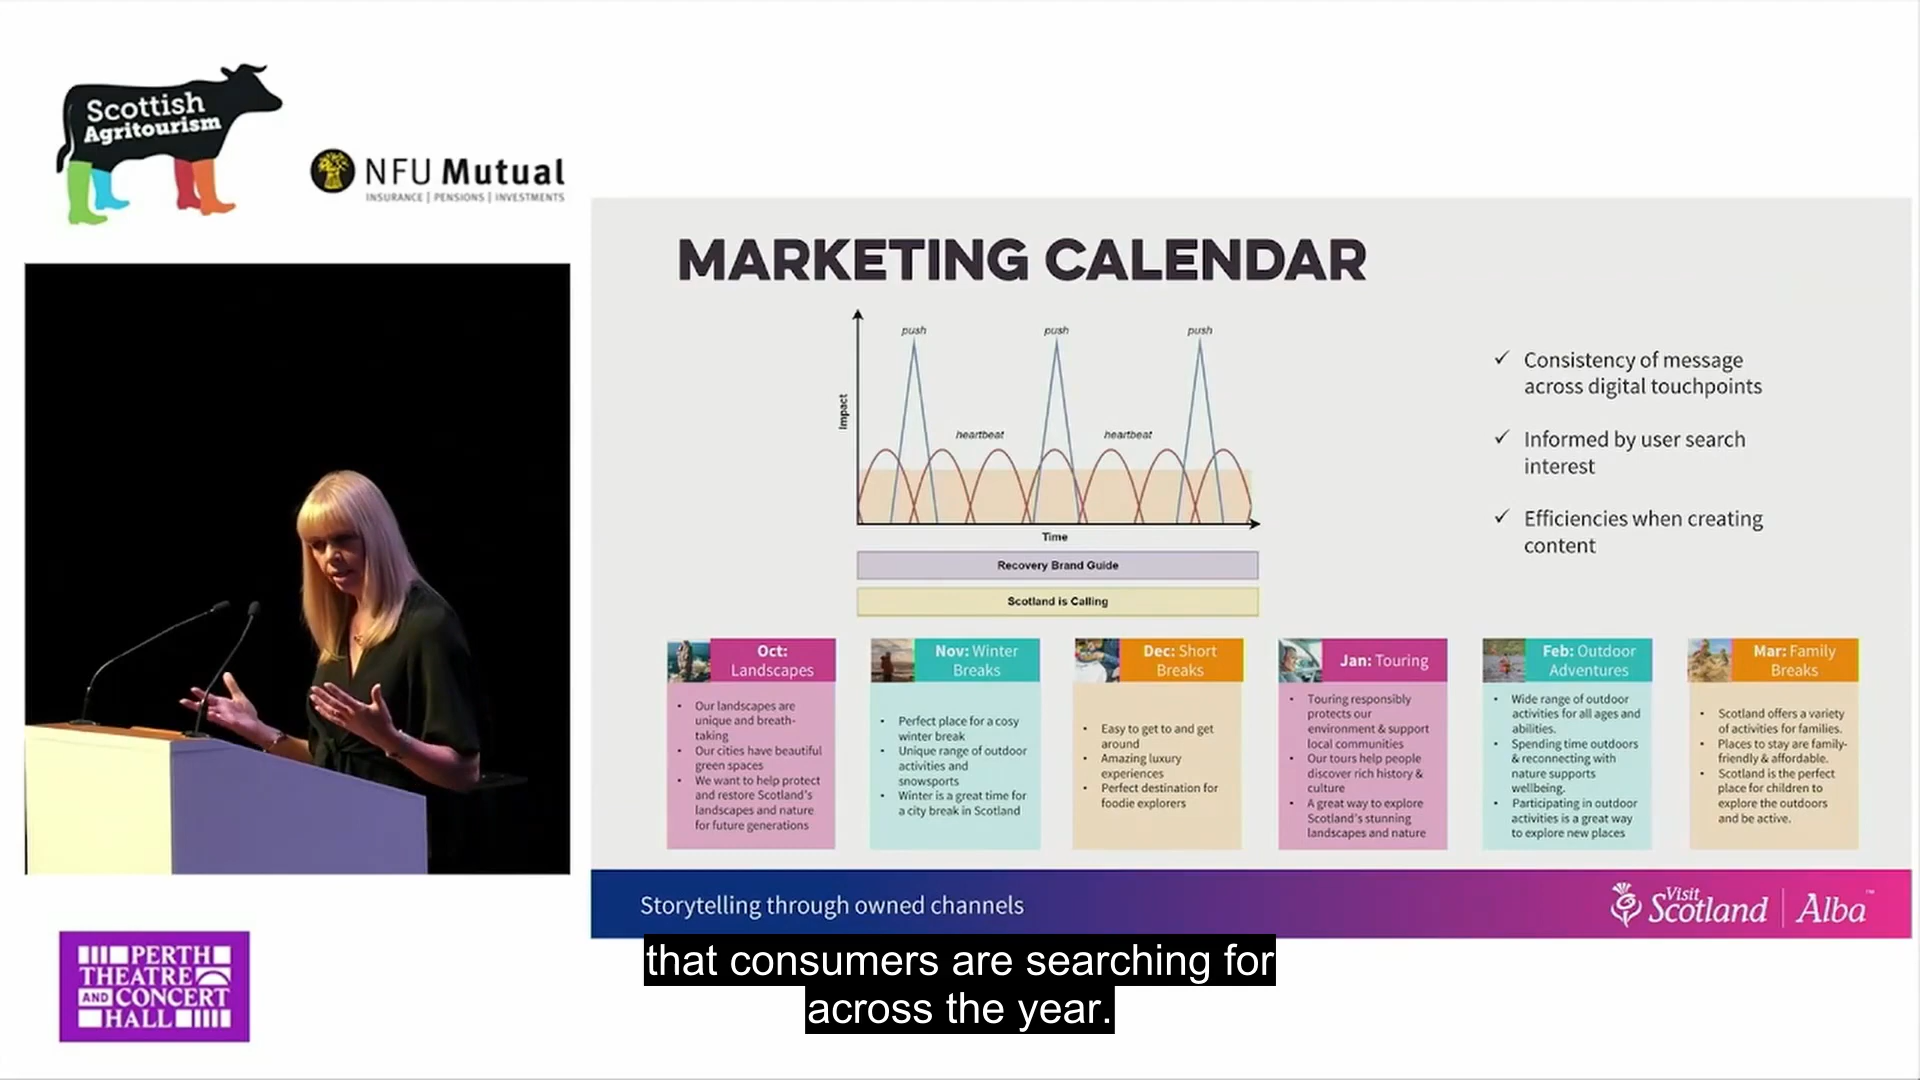 Scottish
Agritourism
NFU Mutual
INSURANCE | PENSIONS | INVESTMENTS
MARKETING CALENDAR
push
push
push
heartbeat
heartbeat
Impact
Time
Recovery Brand Guide
Scotland is Calling
✓ Consistency of message
across digital touchpoints
✓ Informed by user search
interest
✓ Efficiencies when creating
content
Oct:
Landscapes
• Our landscapes are
unique and breath-
taking
• Our cities have beautiful
green spaces
• We want to help protect
and restore Scotland's
landscapes and nature
for future generations
Nov: Winter
Breaks
• Perfect place for a cosy
winter break
• Unique range of outdoor
activities and
snowsports
• Winter is a great time for
a city break in Scotland
Dec: Short
Breaks
• Easy to get to and get
around
• Amazing luxury
experiences
• Perfect destination for
foodie explorers
Jan: Touring
• Touring responsibly
protects our
environment & support
local communities
• Our tours help people
discover rich history &
culture
• A great way to explore
Scotland's stunning
landscapes and nature
Feb: Outdoor
Adventures
• Wide range of outdoor
activities for all ages and
abilities.
• Spending time outdoors
& reconnecting with
nature supports
wellbeing.
• Participating in outdoor
activities is a great way
to explore new places
Mar: Family
Breaks
• Scotland offers a variety
of activities for families.
• Places to stay are family-
friendly & affordable.
• Scotland is the perfect
place for children to
explore the outdoors
and be active.
Storytelling through owned channels
Visit
Scotland | Alba™
PERTH
THEATRE
AND CONCERT
HALL
that consumers are searching for
across the year.